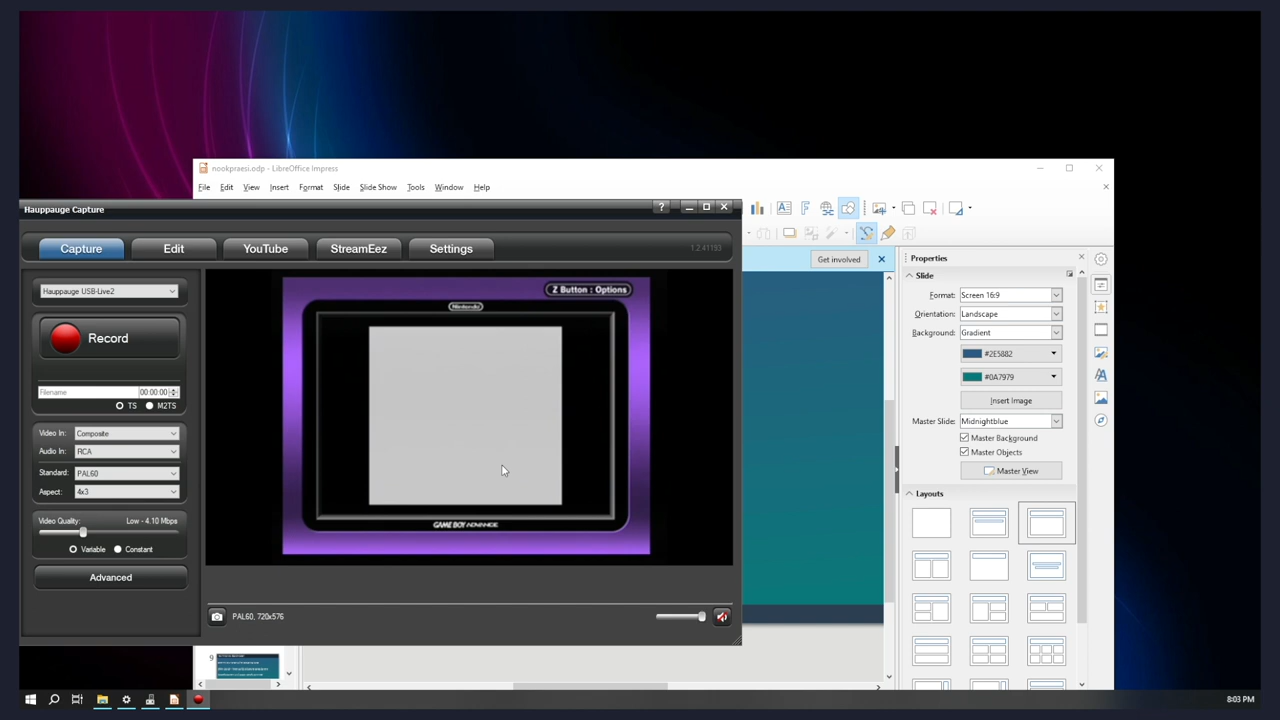 nookpraesi.odp - LibreOffice Impress
File Edit View Insert Format Slide Slide Show Tools Window Help
Hauppauge Capture
Capture Edit YouTube StreamEez Settings 1.2.41193
Get involved
Properties
Slide
Hauppauge USB-Live2
Z Button : Options
Format: Screen 16:9
Nintendo
Orientation: Landscape
Record
Background: Gradient
#2E5882
#0A7979
Filename 00:00:00
Insert Image
TS M2TS
Master Slide: Midnightblue
Video In: Composite
Master Background
Audio In: RCA
Master Objects
Standard: PAL60
Master View
Aspect: 4x3
Layouts
Video Quality: Low - 4.10 Mbps
GAME BOY ADVANCE
Variable Constant
Advanced
PAL60, 720x576
9
8:03 PM